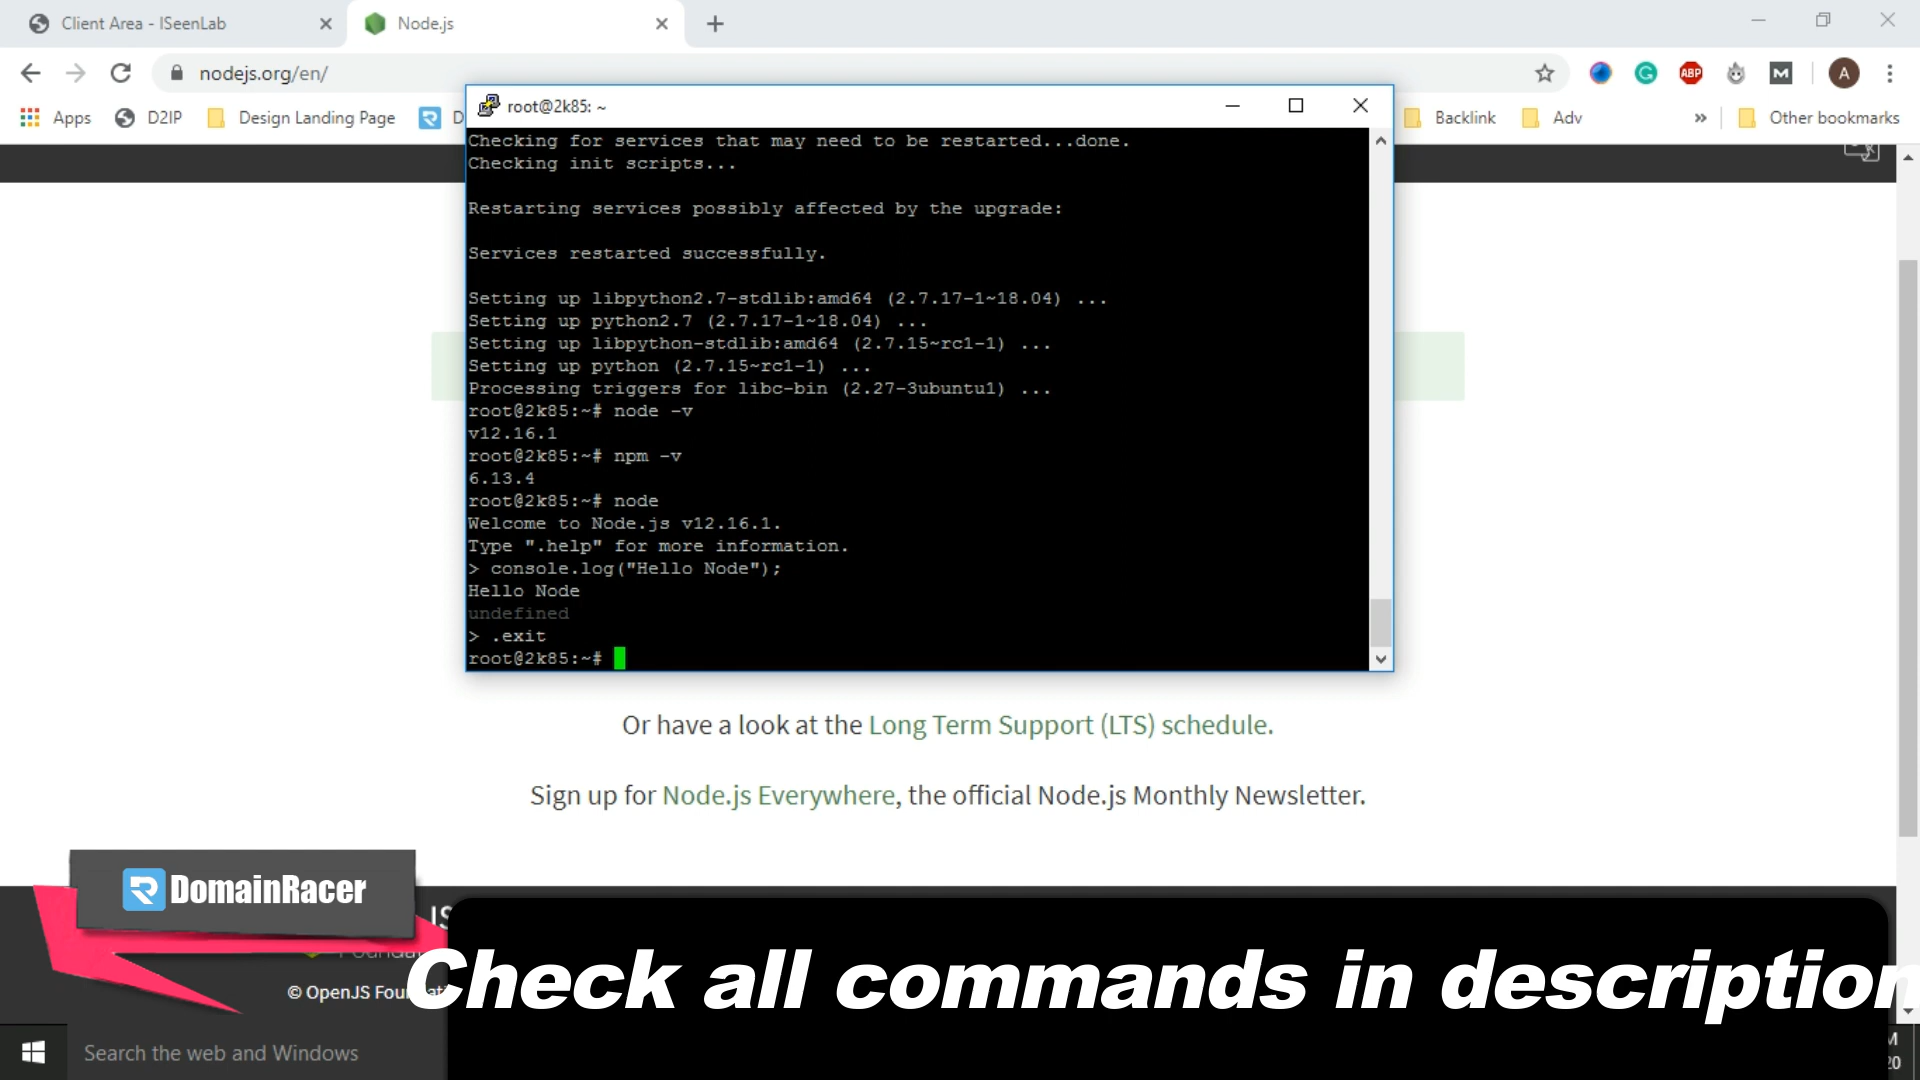 Client Area - ISeenLab
Node.js
nodejs.org/en/
ABP
A
Apps
D2IP
Design Landing Page
D
Backlink
Adv
»
Other bookmarks
root@2k85: ~
Checking for services that may need to be restarted...done.
Checking init scripts...
Restarting services possibly affected by the upgrade:
Services restarted successfully.
Setting up libpython2.7-stdlib:amd64 (2.7.17-1~18.04) ...
Setting up python2.7 (2.7.17-1~18.04) ...
Setting up libpython-stdlib:amd64 (2.7.15~rc1-1) ...
Setting up python (2.7.15~rc1-1) ...
Processing triggers for libc-bin (2.27-3ubuntu1) ...
root@2k85:~# node -v
v12.16.1
root@2k85:~# npm -v
6.13.4
root@2k85:~# node
Welcome to Node.js v12.16.1.
Type ".help" for more information.
> console.log("Hello Node");
Hello Node
undefined
> .exit
root@2k85:~#
Or have a look at the Long Term Support (LTS) schedule.
Sign up for Node.js Everywhere, the official Node.js Monthly Newsletter.
DomainRacer
IS
© OpenJS
Check all commands in description
Search the web and Windows
M
20